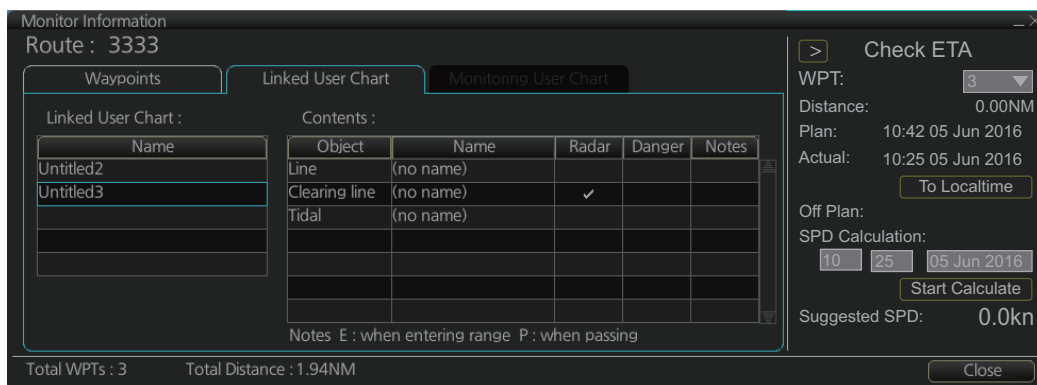 Monitor Information
Route : 3333
Waypoints
Linked User Chart
Monitoring User Chart
Linked User Chart :
Name
Untitled2
Untitled3
Contents :
Object Name Radar Danger Notes
Line (no name)
Clearing line (no name) ✓
Tidal (no name)
Notes E : when entering range P : when passing
Total WPTs : 3 Total Distance : 1.94NM
> Check ETA
WPT: 3
Distance: 0.00NM
Plan: 10:42 05 Jun 2016
Actual: 10:25 05 Jun 2016
To Localtime
Off Plan:
SPD Calculation:
10 25 05 Jun 2016
Start Calculate
Suggested SPD: 0.0kn
Close